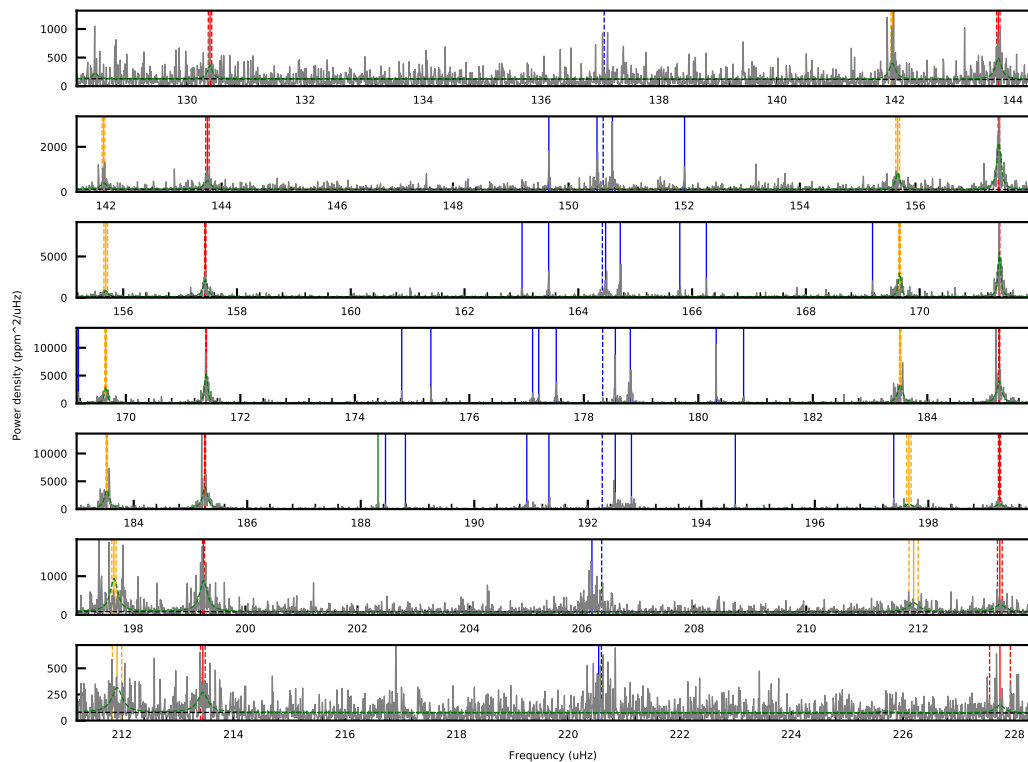 1000
500
0
130 132 134 136 138 140 142 144
2000
0
142 144 146 148 150 152 154 156
5000
0
156 158 160 162 164 166 168 170
10000
5000
0
170 172 174 176 178 180 182 184
10000
5000
0
184 186 188 190 192 194 196 198
1000
0
198 200 202 204 206 208 210 212
500
250
0
212 214 216 218 220 222 224 226 228
Power density (ppm^2/uHz)
Frequency (uHz)